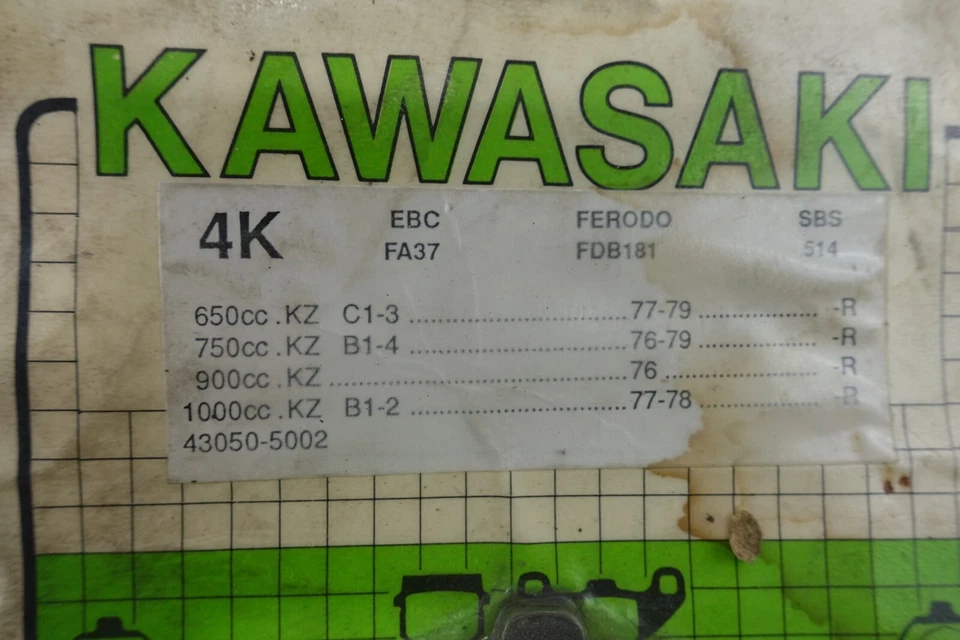 KAWASAKI
4K EBC FERODO SBS
FA37 FDB181 514
650cc .KZ C1-3 ........................................ 77-79 .................... -R
750cc .KZ B1-4 ........................................ 76-79 .................... -R
900cc .KZ ................................................ 76 ......................... -R
1000cc .KZ B1-2 ...................................... 77-78 .................... -R
43050-5002